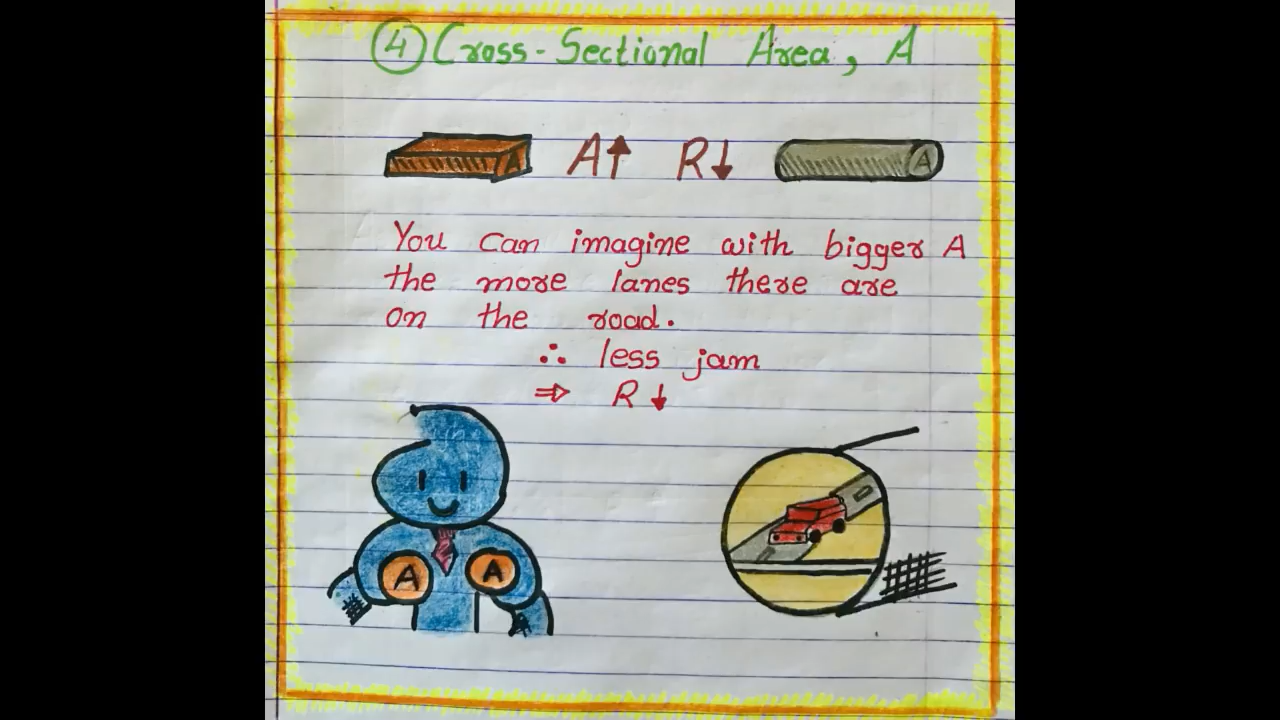 ④ Cross-Sectional Area, A
A A↑ R↓ A
You can imagine with bigger A
the more lanes there are
on the road.
∴ less jam
⇒ R↓
A A